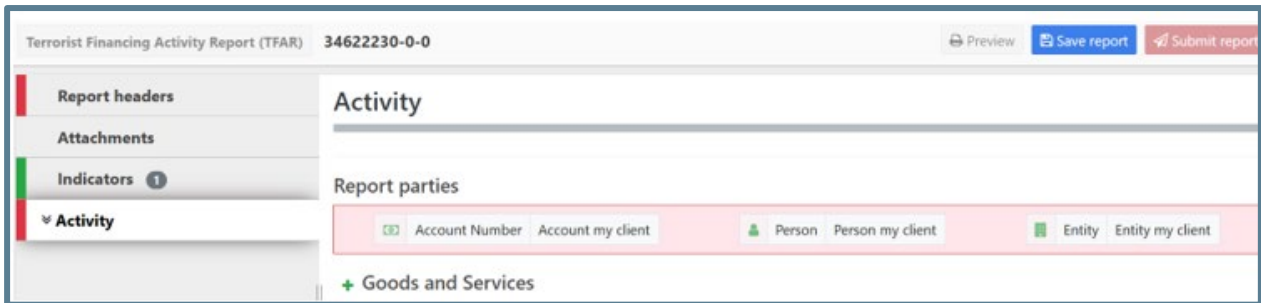 Terrorist Financing Activity Report (TFAR) 34622230-0-0 Preview Save report Submit report
Report headers
Attachments
Indicators 1
Activity
Activity
Report parties
Account Number Account my client Person Person my client Entity Entity my client
+ Goods and Services